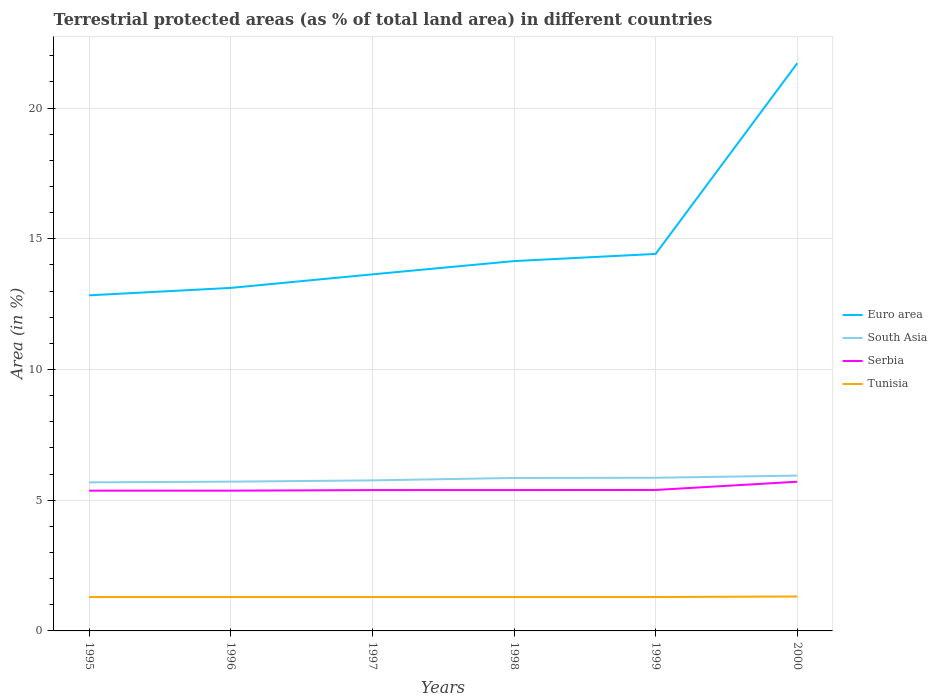 Terrestrial protected areas (as % of total land area) in different countries
Area (in %)
20
15
10
5
0
1995
1996
1997
1998
1999
2000
Years
Euro area
South Asia
Serbia
Tunisia